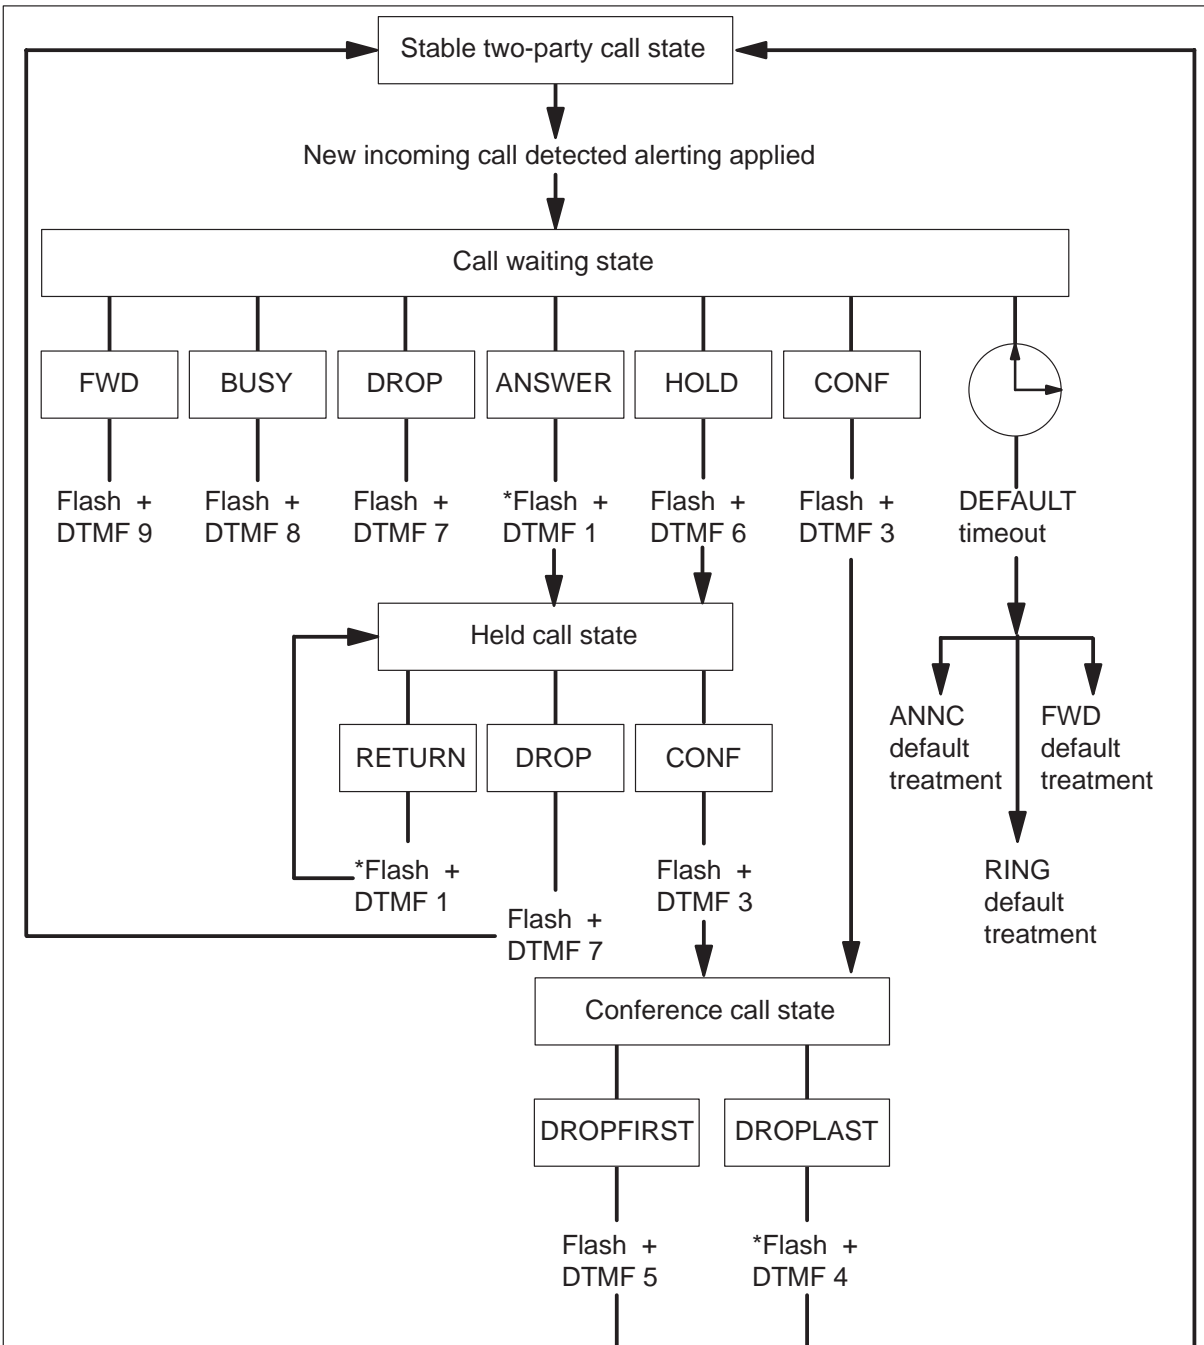 Stable two-party call state
New incoming call detected alerting applied
Call waiting state
FWD
BUSY
DROP
ANSWER
HOLD
CONF
Flash +
DTMF 9
Flash +
DTMF 8
Flash +
DTMF 7
*Flash +
DTMF 1
Flash +
DTMF 6
Flash +
DTMF 3
DEFAULT
timeout
Held call state
ANNC
default
treatment
FWD
default
treatment
RETURN
DROP
CONF
*Flash +
DTMF 1
Flash +
DTMF 7
Flash +
DTMF 3
RING
default
treatment
Conference call state
DROPFIRST
DROPLAST
Flash +
DTMF 5
*Flash +
DTMF 4